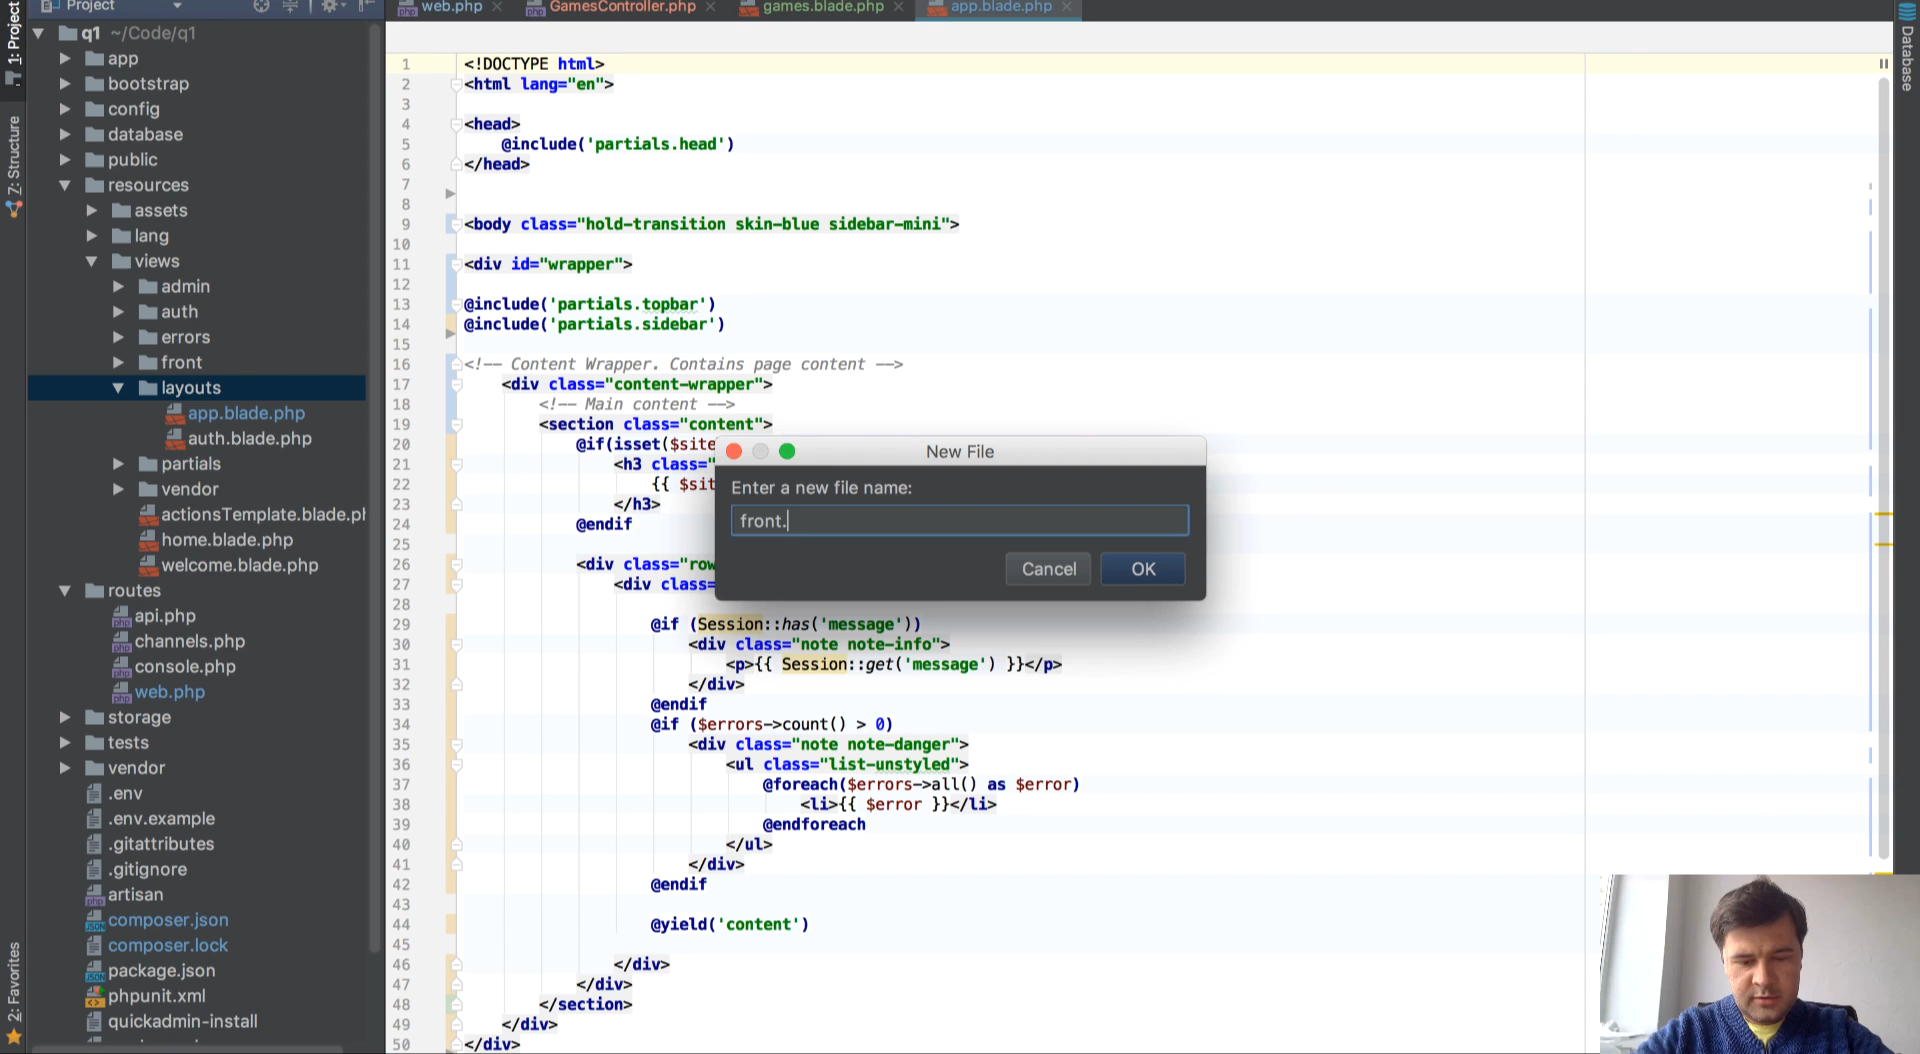 Project
web.php
GamesController.php
games.blade.php
app.blade.php
1: Project
7: Structure
2: Favorites
Database
q1 ~/Code/q1
app
bootstrap
config
database
public
resources
assets
lang
views
admin
auth
errors
front
layouts
app.blade.php
auth.blade.php
partials
vendor
actionsTemplate.blade.ph
home.blade.php
welcome.blade.php
routes
api.php
channels.php
console.php
web.php
storage
tests
vendor
.env
.env.example
.gitattributes
.gitignore
artisan
composer.json
composer.lock
package.json
phpunit.xml
quickadmin-install
1 <!DOCTYPE html>
2 <html lang="en">
3
4 <head>
5 @include('partials.head')
6 </head>
7
8
9 <body class="hold-transition skin-blue sidebar-mini">
10
11 <div id="wrapper">
12
13 @include('partials.topbar')
14 @include('partials.sidebar')
15
16 <!-- Content Wrapper. Contains page content -->
17 <div class="content-wrapper">
18 <!-- Main content -->
19 <section class="content">
20 @if(isset($site
21 <h3 class="
22 {{ $sit
23 </h3>
24 @endif
25
26 <div class="row
27 <div class=
28
29 @if (Session::has('message'))
30 <div class="note note-info">
31 <p>{{ Session::get('message') }}</p>
32 </div>
33 @endif
34 @if ($errors->count() > 0)
35 <div class="note note-danger">
36 <ul class="list-unstyled">
37 @foreach($errors->all() as $error)
38 <li>{{ $error }}</li>
39 @endforeach
40 </ul>
41 </div>
42 @endif
43
44 @yield('content')
45
46 </div>
47 </div>
48 </section>
49 </div>
50 </div>
New File
Enter a new file name:
front.
Cancel
OK